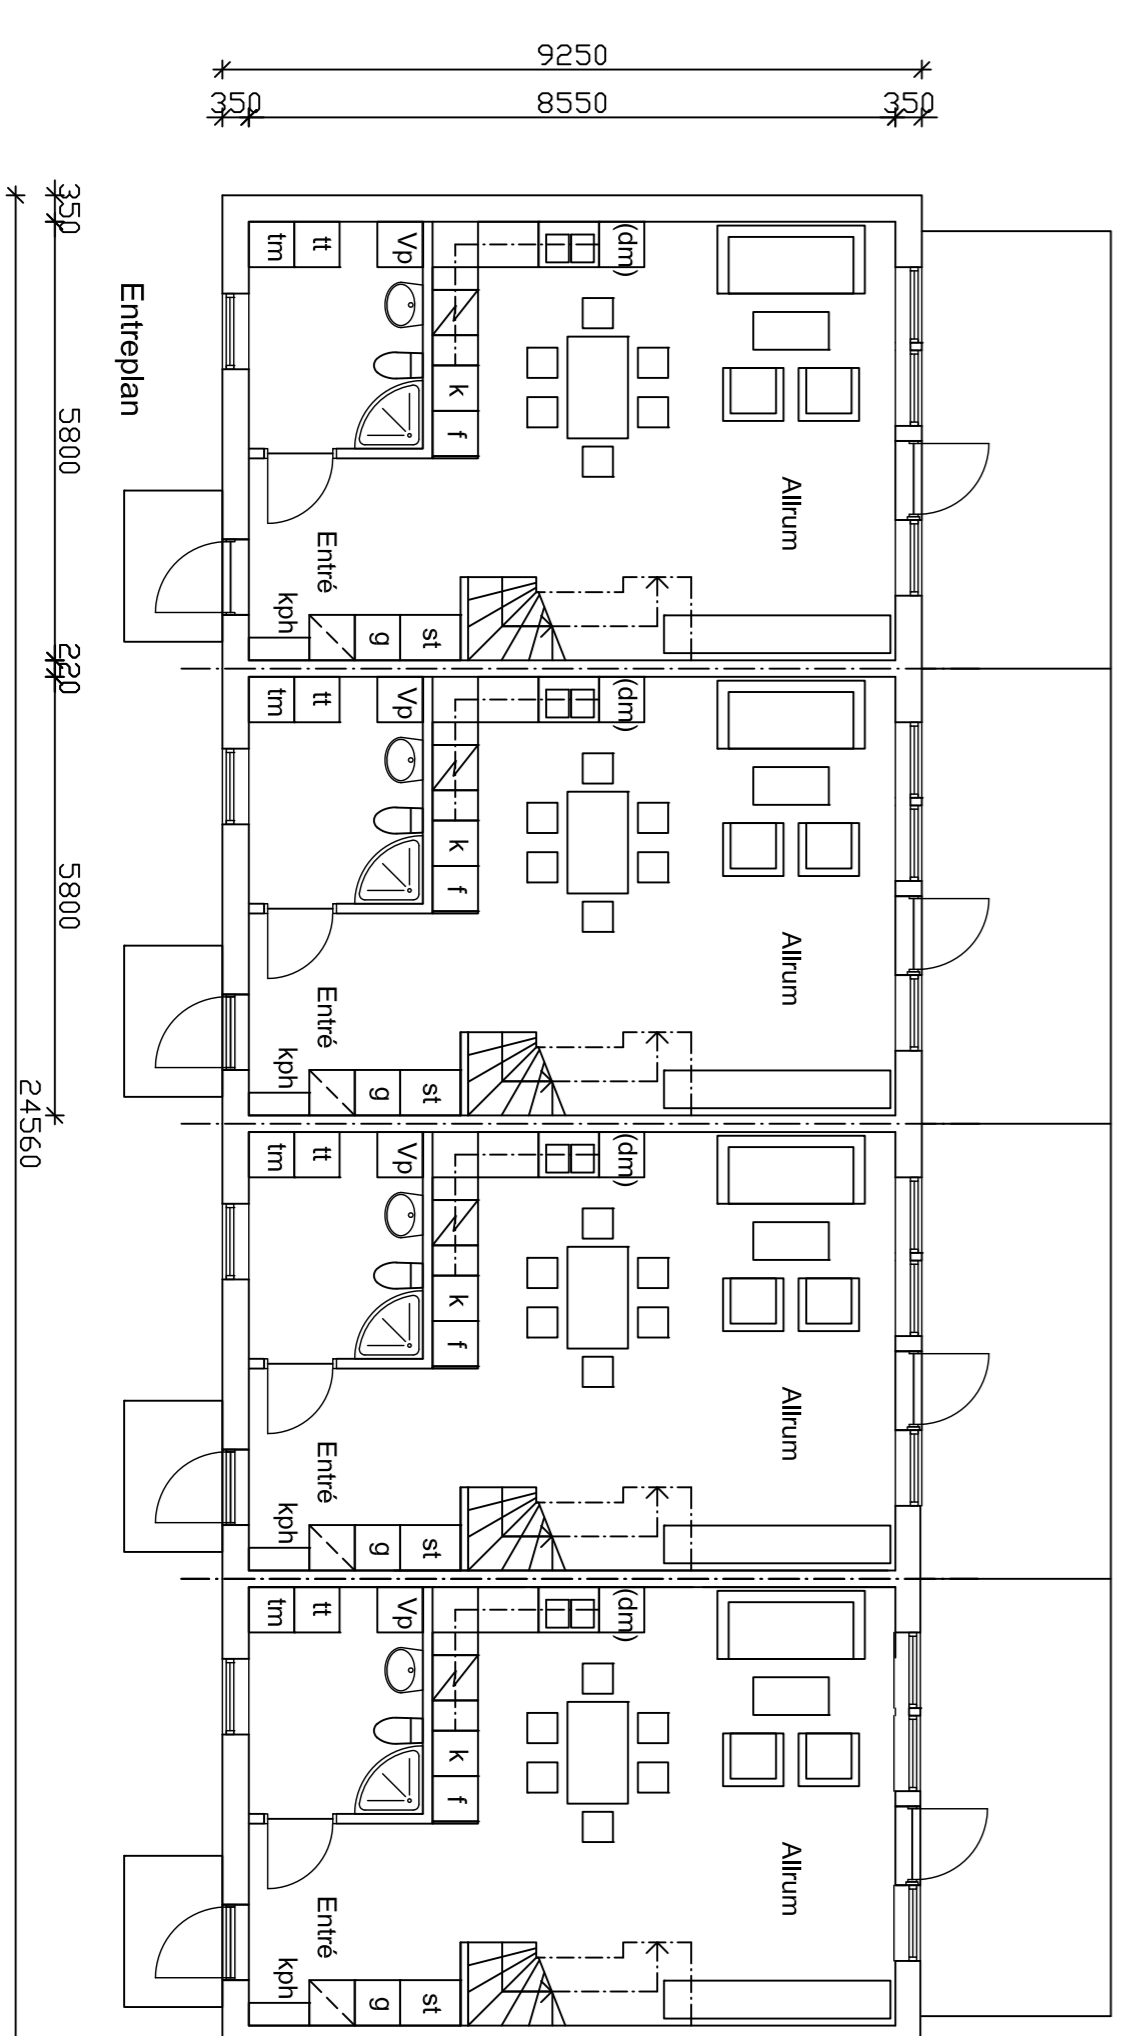 9250
350
8550
350
350
5800
220
5800
24560
Entreplan
tm
tt
Vp
(dm)
k
f
Allrum
Entré
kph
g
st
tm
tt
Vp
(dm)
k
f
Allrum
Entré
kph
g
st
tm
tt
Vp
(dm)
k
f
Allrum
Entré
kph
g
st
tm
tt
Vp
(dm)
k
f
Allrum
Entré
kph
g
st